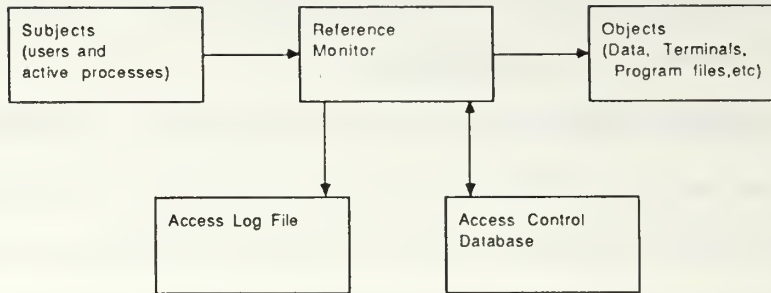 Subjects
(users and
active processes)
Reference
Monitor
Objects
(Data, Terminals,
Program files,etc)
Access Log File
Access Control
Database